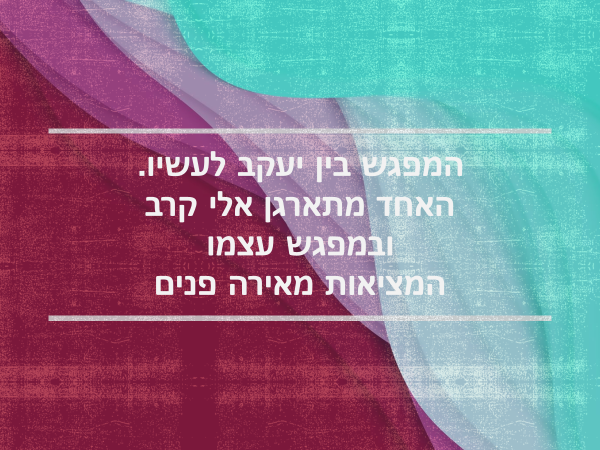 המפגש בין יעקב לעשיו.
האחד מתארגן אלי קרב
ובמפגש עצמו
המציאות מאירה פנים